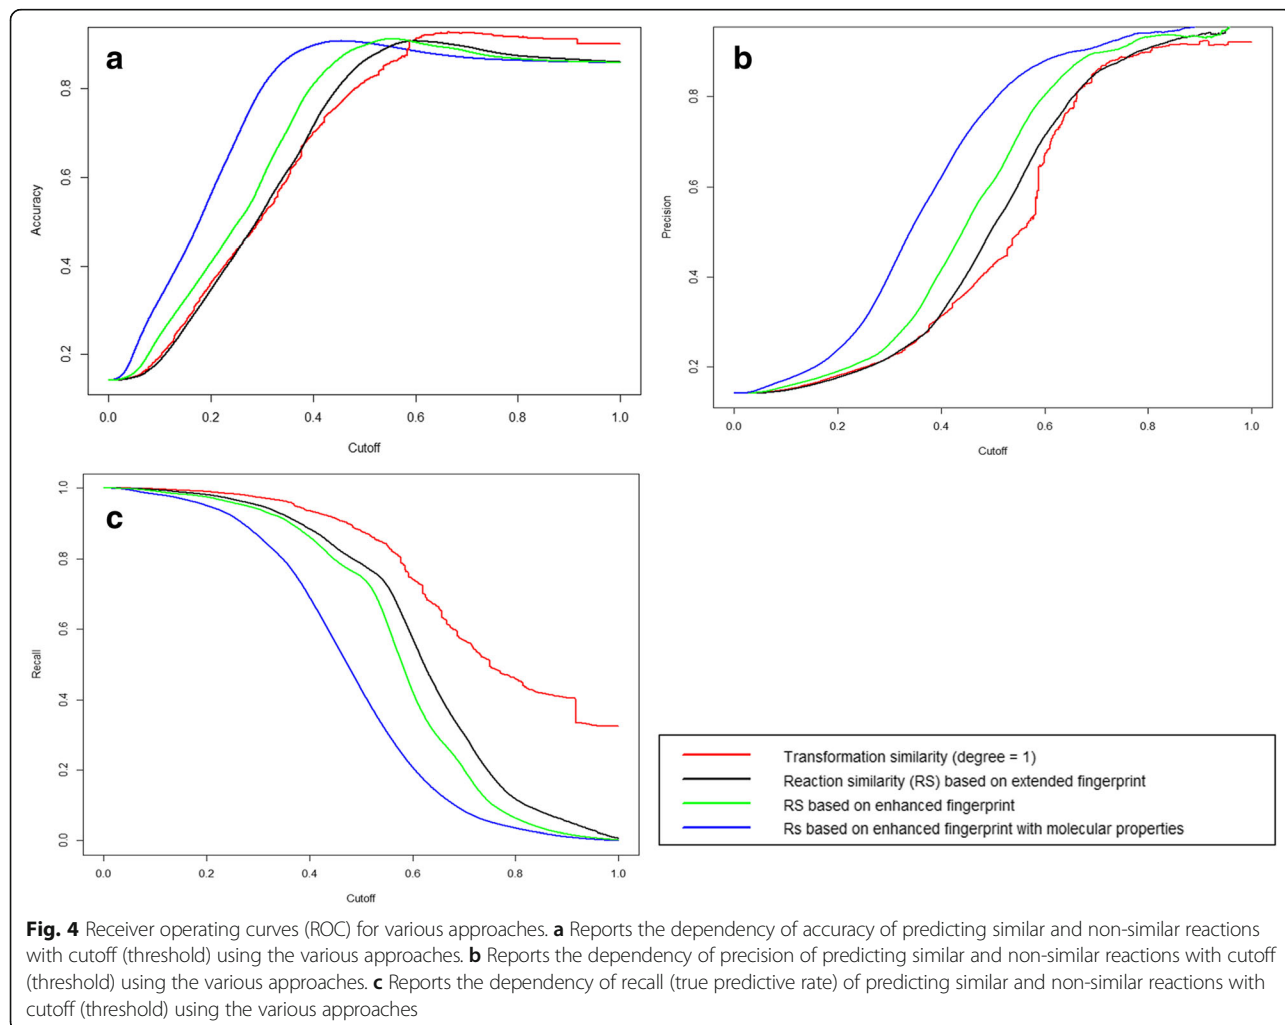 a
Accuracy
0.8
0.6
0.4
0.2
0.0 0.2 0.4 0.6 0.8 1.0
Cutoff
b
Precision
0.8
0.6
0.4
0.2
0.0 0.2 0.4 0.6 0.8 1.0
Cutoff
c
Recall
1.0
0.8
0.6
0.4
0.2
0.0
0.0 0.2 0.4 0.6 0.8 1.0
Cutoff
Transformation similarity (degree = 1)
Reaction similarity (RS) based on extended fingerprint
RS based on enhanced fingerprint
Rs based on enhanced fingerprint with molecular properties
Fig. 4 Receiver operating curves (ROC) for various approaches. a Reports the dependency of accuracy of predicting similar and non-similar reactions
with cutoff (threshold) using the various approaches. b Reports the dependency of precision of predicting similar and non-similar reactions with cutoff
(threshold) using the various approaches. c Reports the dependency of recall (true predictive rate) of predicting similar and non-similar reactions with
cutoff (threshold) using the various approaches